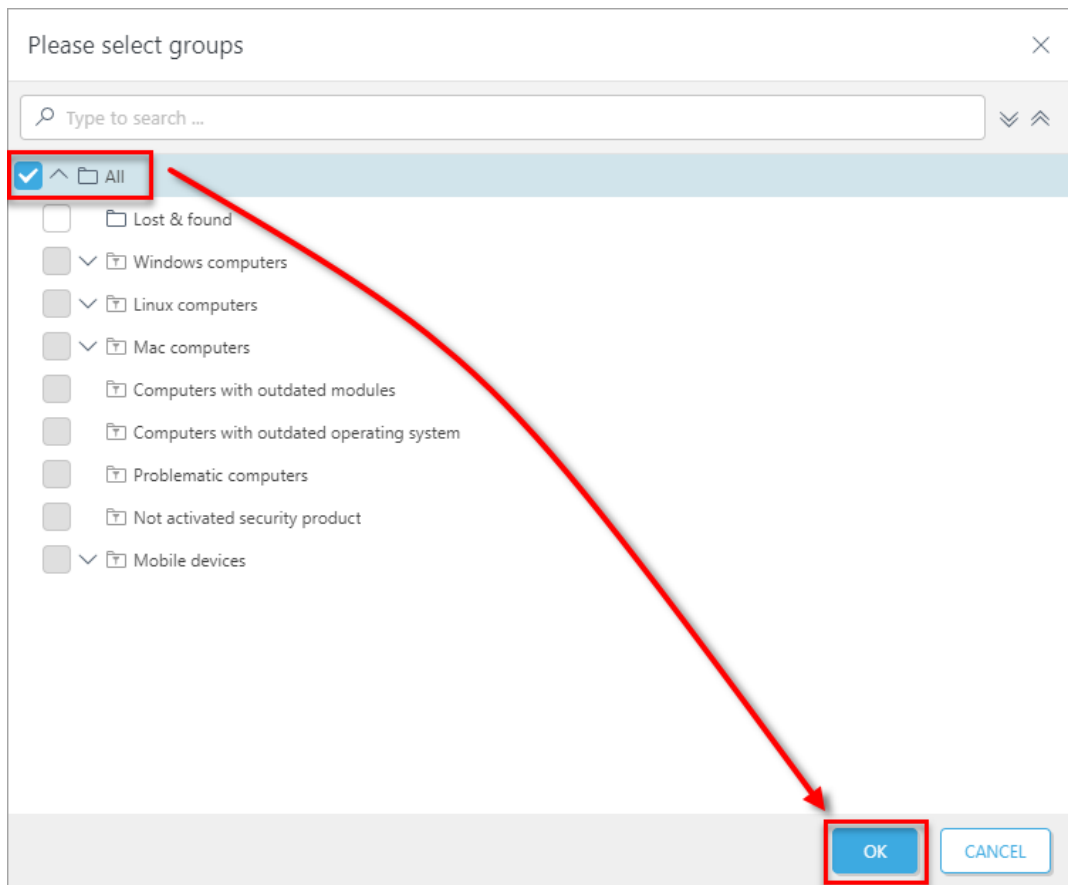 Please select groups
Type to search ...
All
Lost & found
Windows computers
Linux computers
Mac computers
Computers with outdated modules
Computers with outdated operating system
Problematic computers
Not activated security product
Mobile devices
OK CANCEL